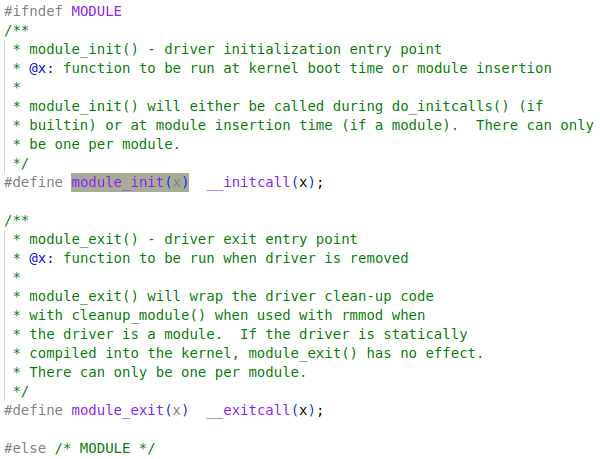 #ifndef MODULE
/**
 * module_init() - driver initialization entry point
 * @x: function to be run at kernel boot time or module insertion
 *
 * module_init() will either be called during do_initcalls() (if
 * builtin) or at module insertion time (if a module).  There can only
 * be one per module.
 */
#define module_init(x)  __initcall(x);

/**
 * module_exit() - driver exit entry point
 * @x: function to be run when driver is removed
 *
 * module_exit() will wrap the driver clean-up code
 * with cleanup_module() when used with rmmod when
 * the driver is a module.  If the driver is statically
 * compiled into the kernel, module_exit() has no effect.
 * There can only be one per module.
 */
#define module_exit(x)  __exitcall(x);

#else /* MODULE */